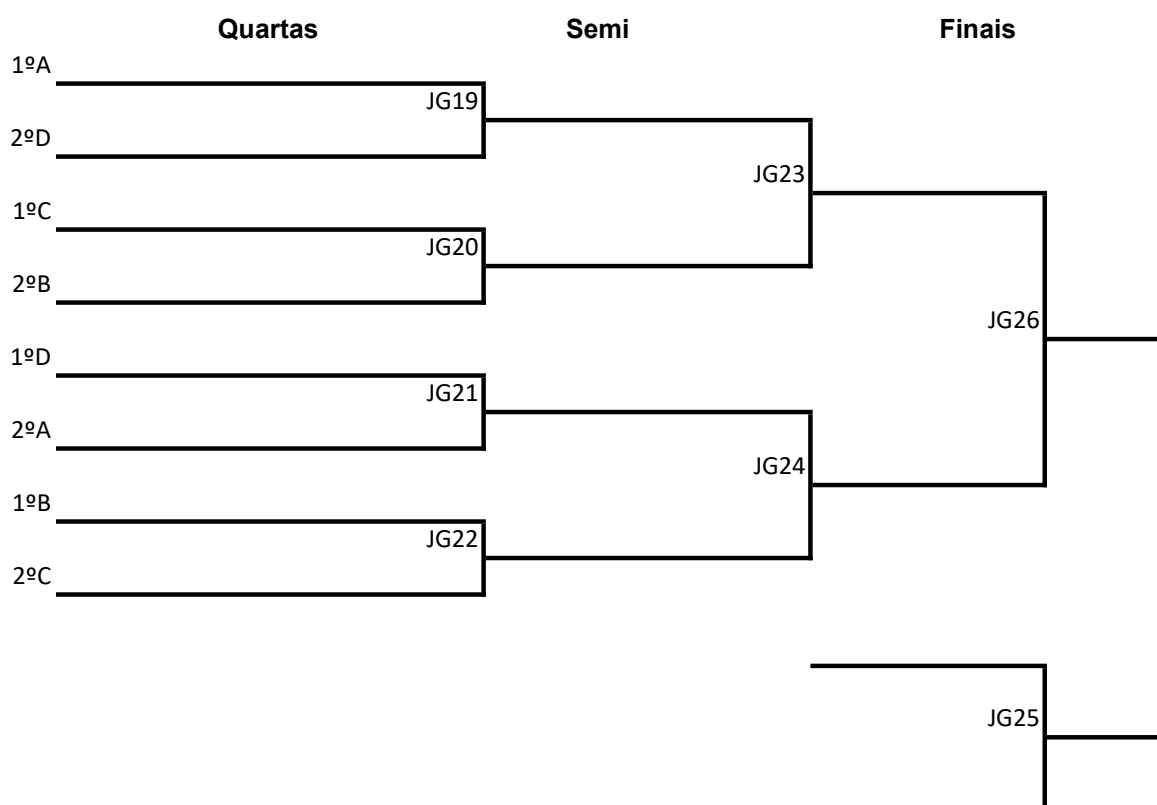 Quartas Semi Finais
1ºA
JG19
2ºD
JG23
1ºC
JG20
2ºB
JG26
1ºD
JG21
2ºA
JG24
1ºB
JG22
2ºC
JG25